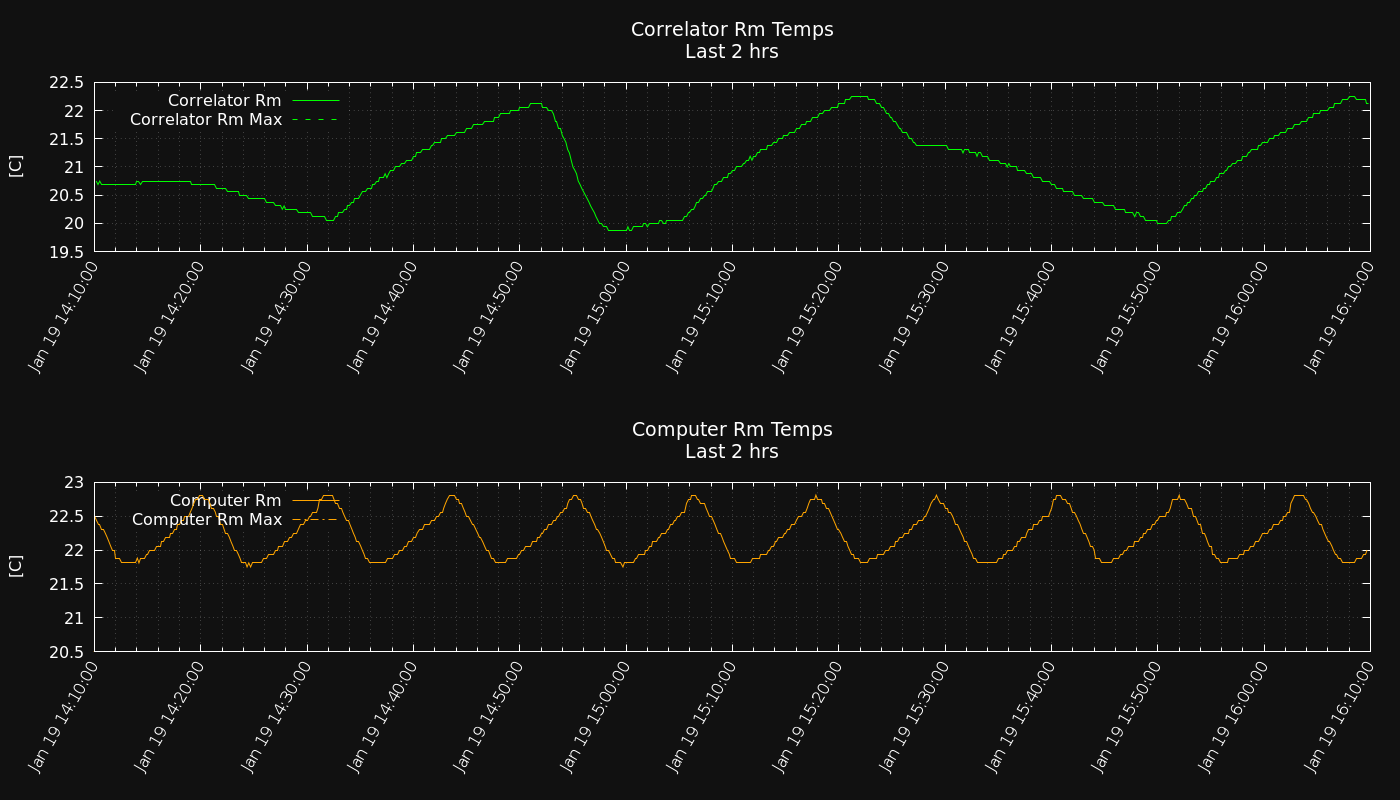 Correlator Rm Temps
Last 2 hrs
[C]
22.5
22
21.5
21
20.5
20
19.5
Correlator Rm
Correlator Rm Max
Jan 19 14:10:00
Jan 19 14:20:00
Jan 19 14:30:00
Jan 19 14:40:00
Jan 19 14:50:00
Jan 19 15:00:00
Jan 19 15:10:00
Jan 19 15:20:00
Jan 19 15:30:00
Jan 19 15:40:00
Jan 19 15:50:00
Jan 19 16:00:00
Jan 19 16:10:00
Computer Rm Temps
Last 2 hrs
[C]
23
22.5
22
21.5
21
20.5
Computer Rm
Computer Rm Max
Jan 19 14:10:00
Jan 19 14:20:00
Jan 19 14:30:00
Jan 19 14:40:00
Jan 19 14:50:00
Jan 19 15:00:00
Jan 19 15:10:00
Jan 19 15:20:00
Jan 19 15:30:00
Jan 19 15:40:00
Jan 19 15:50:00
Jan 19 16:00:00
Jan 19 16:10:00